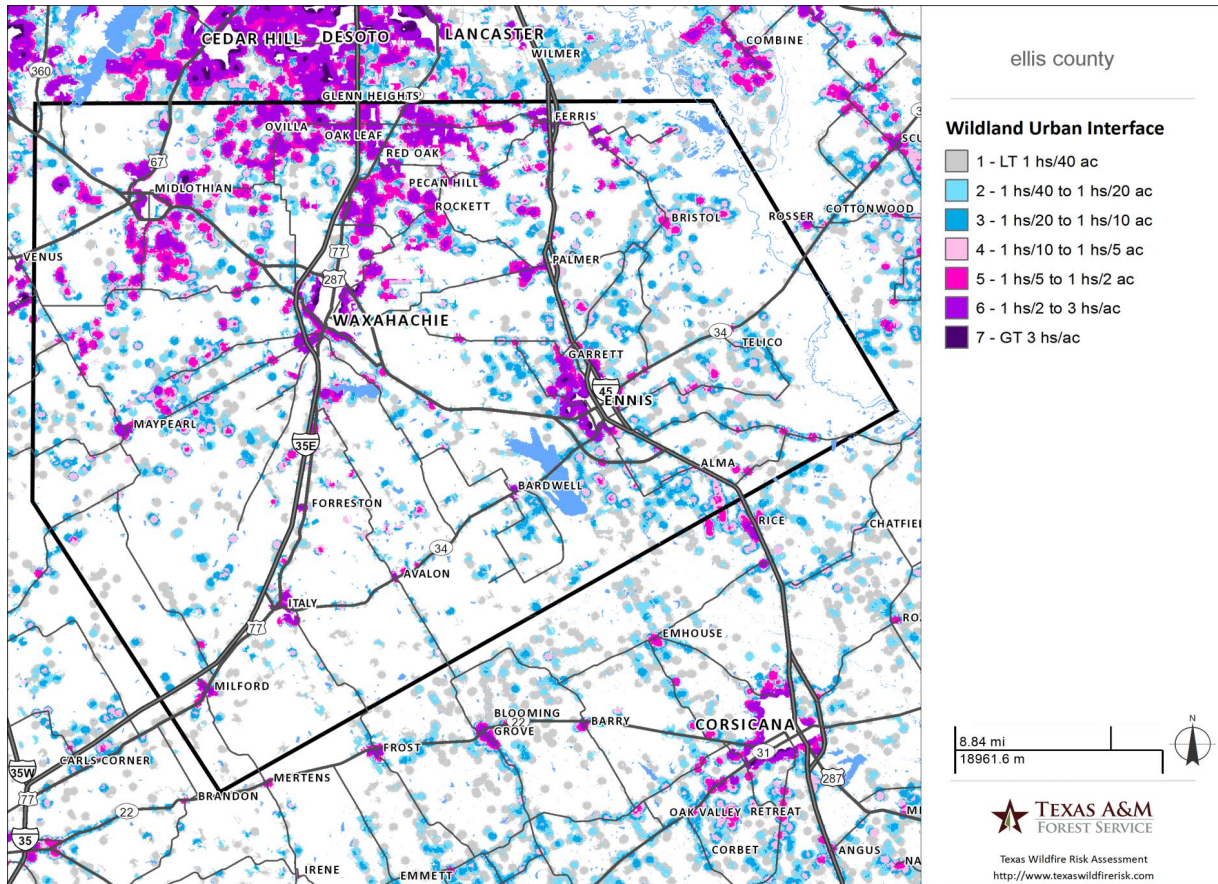 CEDAR HILL
DESOTO
LANCASTER
WILMER
COMBINE
360
GLENN HEIGHTS
OVILLA
OAK LEAF
FERRIS
RED OAK
67
MIDLOTHIAN
PECAN HILL
ROCKETT
BRISTOL
ROSSER
COTTONWOOD
VENUS
77
287
PALMER
WAXAHACHIE
34
TELICO
GARRETT
45
ENNIS
MAYPEARL
35E
ALMA
BARDWELL
FORRESTON
RICE
34
AVALON
ITALY
77
EMHOUSE
MILFORD
BLOOMING
GROVE
22
BARRY
CORSICANA
31
FROST
CARLS CORNER
35W
77
MERTENS
BRANDON
22
287
OAK VALLEY
RETREAT
35
CORBET
ANGUS
IRENE
EMMETT
ellis county
Wildland Urban Interface
1 - LT 1 hs/40 ac
2 - 1 hs/40 to 1 hs/20 ac
3 - 1 hs/20 to 1 hs/10 ac
4 - 1 hs/10 to 1 hs/5 ac
5 - 1 hs/5 to 1 hs/2 ac
6 - 1 hs/2 to 3 hs/ac
7 - GT 3 hs/ac
8.84 mi
18961.6 m
N
TEXAS A&M
FOREST SERVICE
Texas Wildfire Risk Assessment
http://www.texaswildfirerisk.com